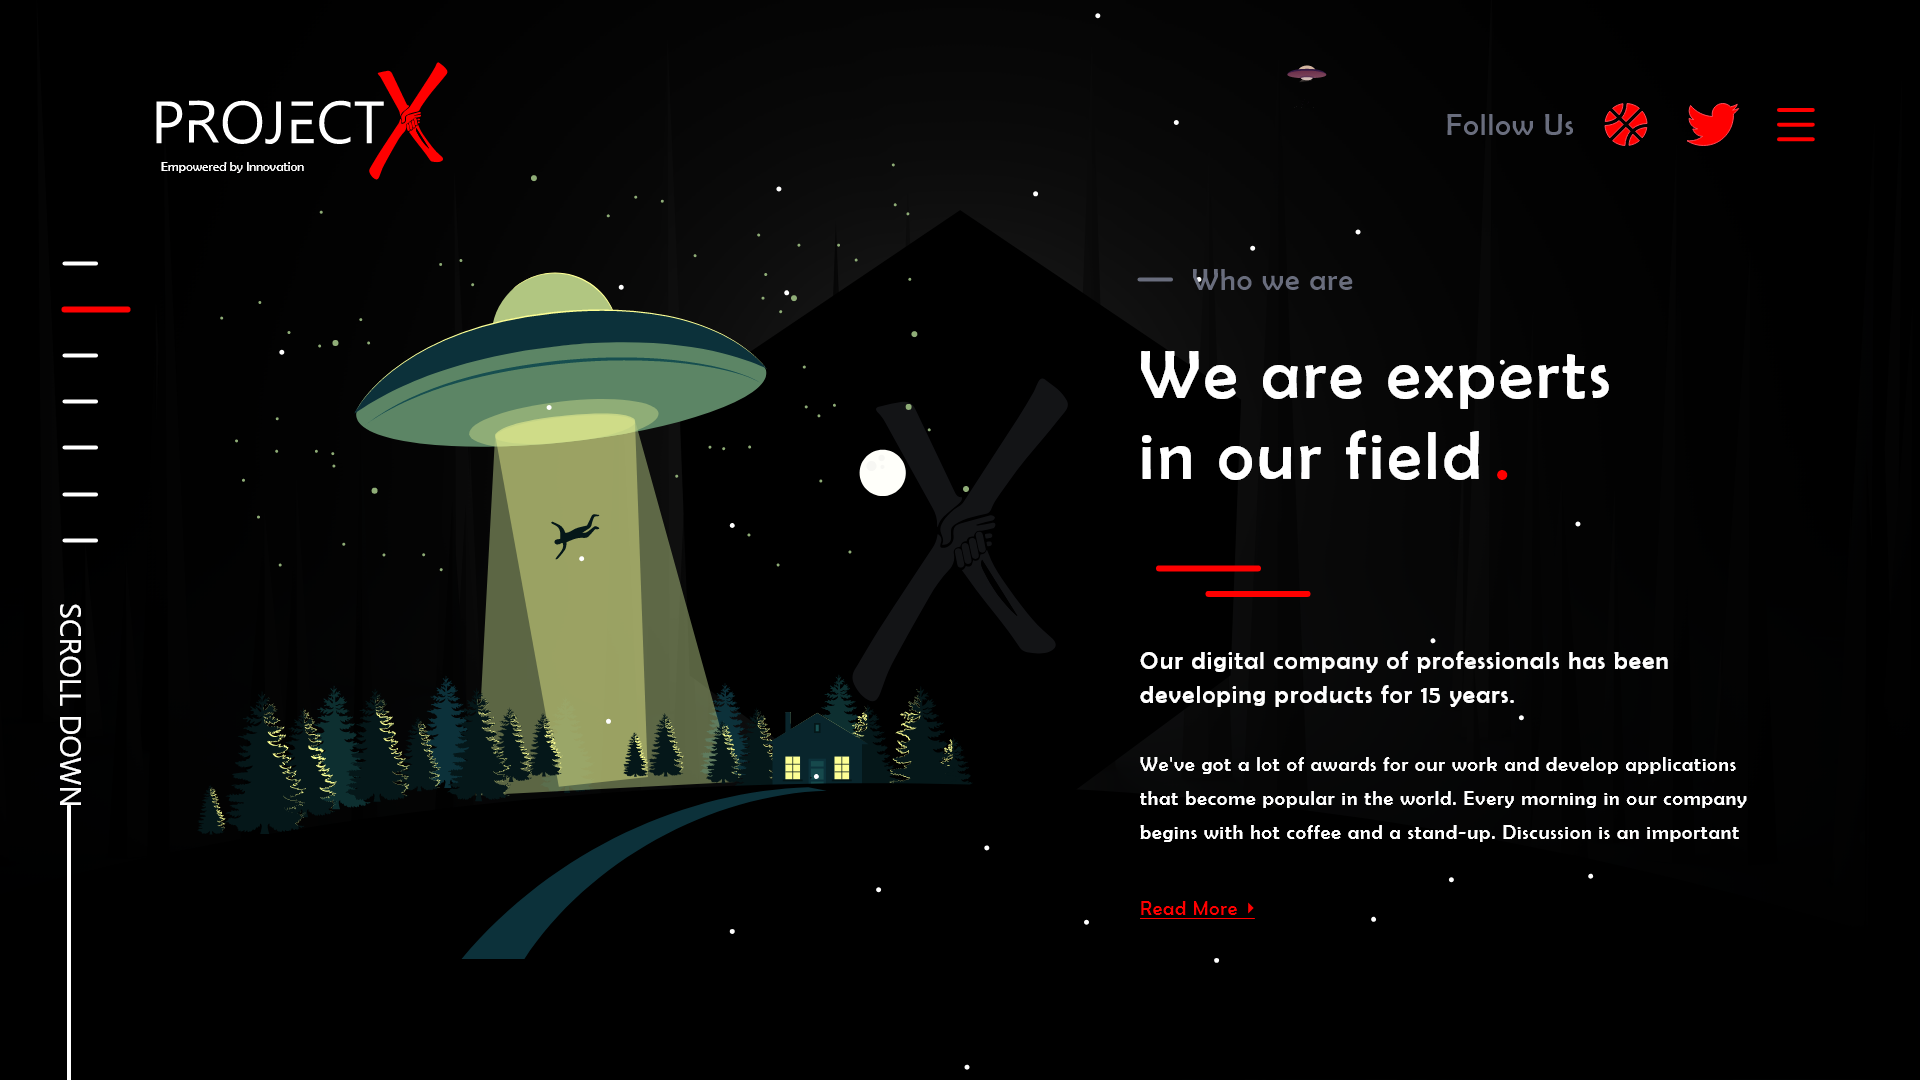 PROJECTX
Empowered by Innovation
Follow Us
Who we are
We are experts
in our field.
Our digital company of professionals has been
developing products for 15 years.
We've got a lot of awards for our work and develop applications
that become popular in the world. Every morning in our company
begins with hot coffee and a stand-up. Discussion is an important
Read More
SCROLL DOWN